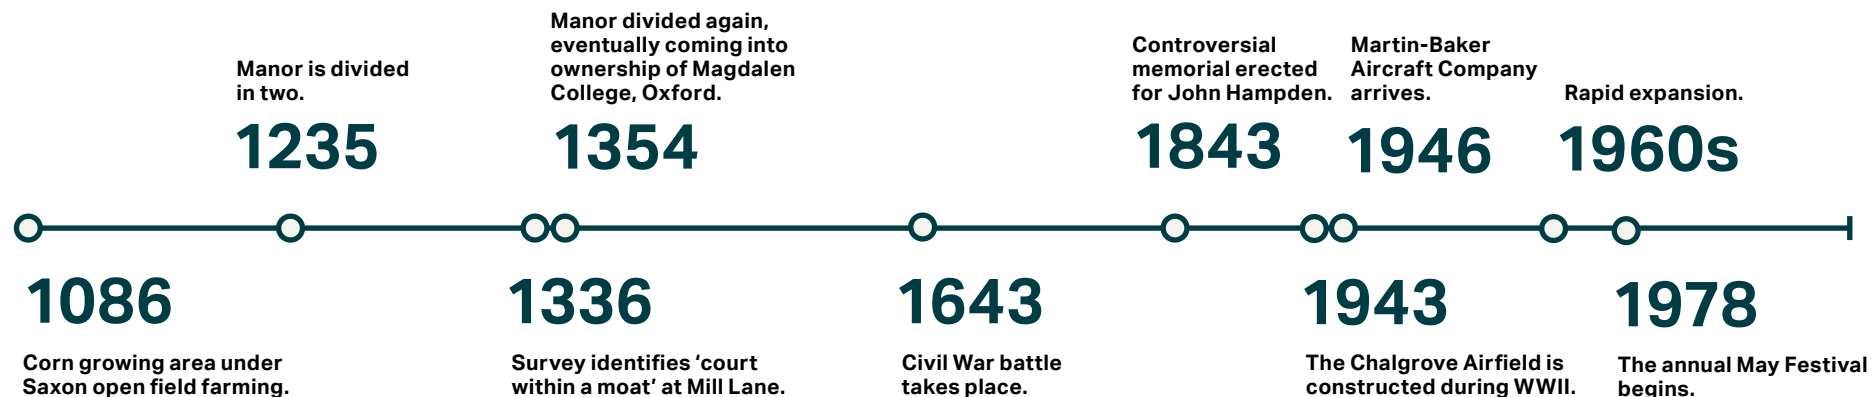 Manor is divided
in two.
1235
Manor divided again,
eventually coming into
ownership of Magdalen
College, Oxford.
1354
Controversial
memorial erected
for John Hampden.
1843
Martin-Baker
Aircraft Company
arrives.
1946
Rapid expansion.
1960s
1086
Corn growing area under
Saxon open field farming.
1336
Survey identifies ‘court
within a moat’ at Mill Lane.
1643
Civil War battle
takes place.
1943
The Chalgrove Airfield is
constructed during WWII.
1978
The annual May Festival
begins.